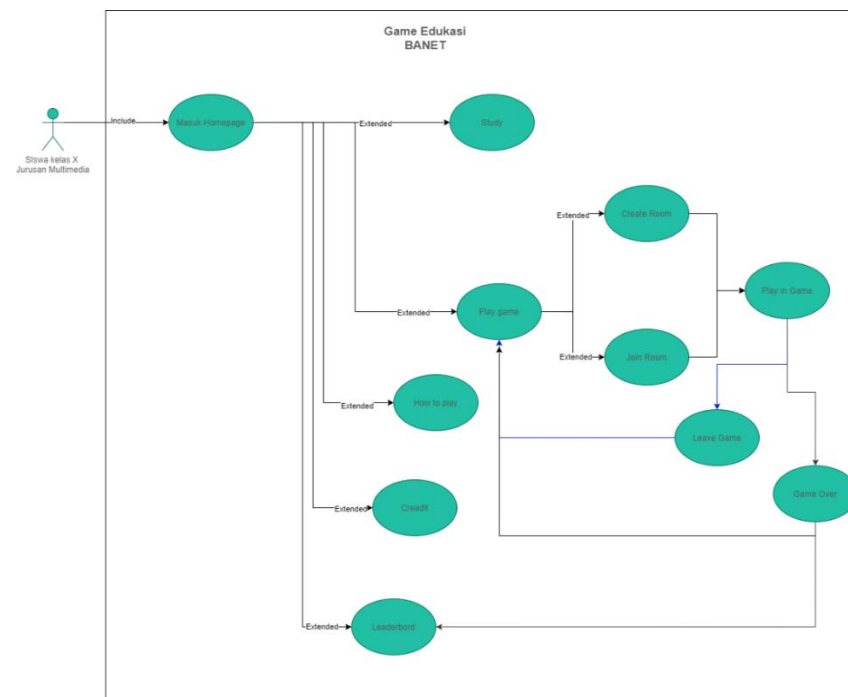 Game Edukasi
BANET
Include
Masuk Homepage
Extended
Study
SIswa kelas X
Jurusan Multimedia
Extended
Create Room
Extended
Play game
Play in Game
Extended
Join Room
Extended
How to play
Leave Game
Extended
Creadit
Game Over
Extended
Leaderbord